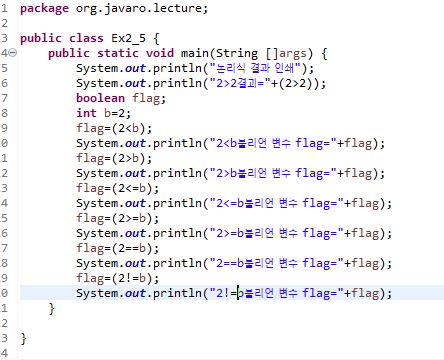 1 package org.javaro.lecture;
2
3 public class Ex2_5 {
4 public static void main(String []args) {
5 System.out.println("논리식 결과 인쇄");
6 System.out.println("2>2결과="+(2>2));
7 boolean flag;
8 int b=2;
9 flag=(2<b);
0 System.out.println("2<b불리언 변수 flag="+flag);
1 flag=(2>b);
2 System.out.println("2>b불리언 변수 flag="+flag);
3 flag=(2<=b);
4 System.out.println("2<=b불리언 변수 flag="+flag);
5 flag=(2>=b);
6 System.out.println("2>=b불리언 변수 flag="+flag);
7 flag=(2==b);
8 System.out.println("2==b불리언 변수 flag="+flag);
9 flag=(2!=b);
0 System.out.println("2!=b불리언 변수 flag="+flag);
1 }
2
3 }
4